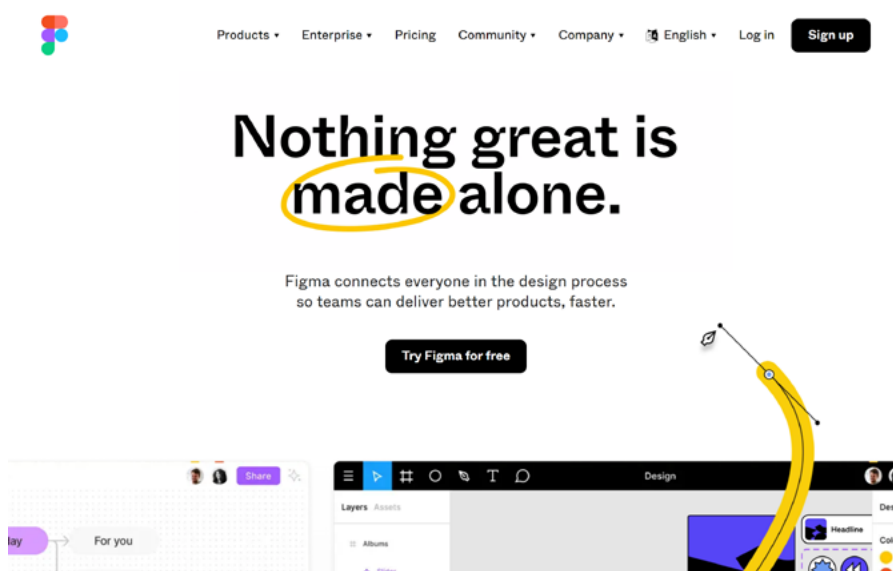 Products Enterprise Pricing Community Company English Log in Sign up
Nothing great is
made alone.
Figma connects everyone in the design process
so teams can deliver better products, faster.
Try Figma for free
Share
Design
Layers Assets
Headline
Albums
For you